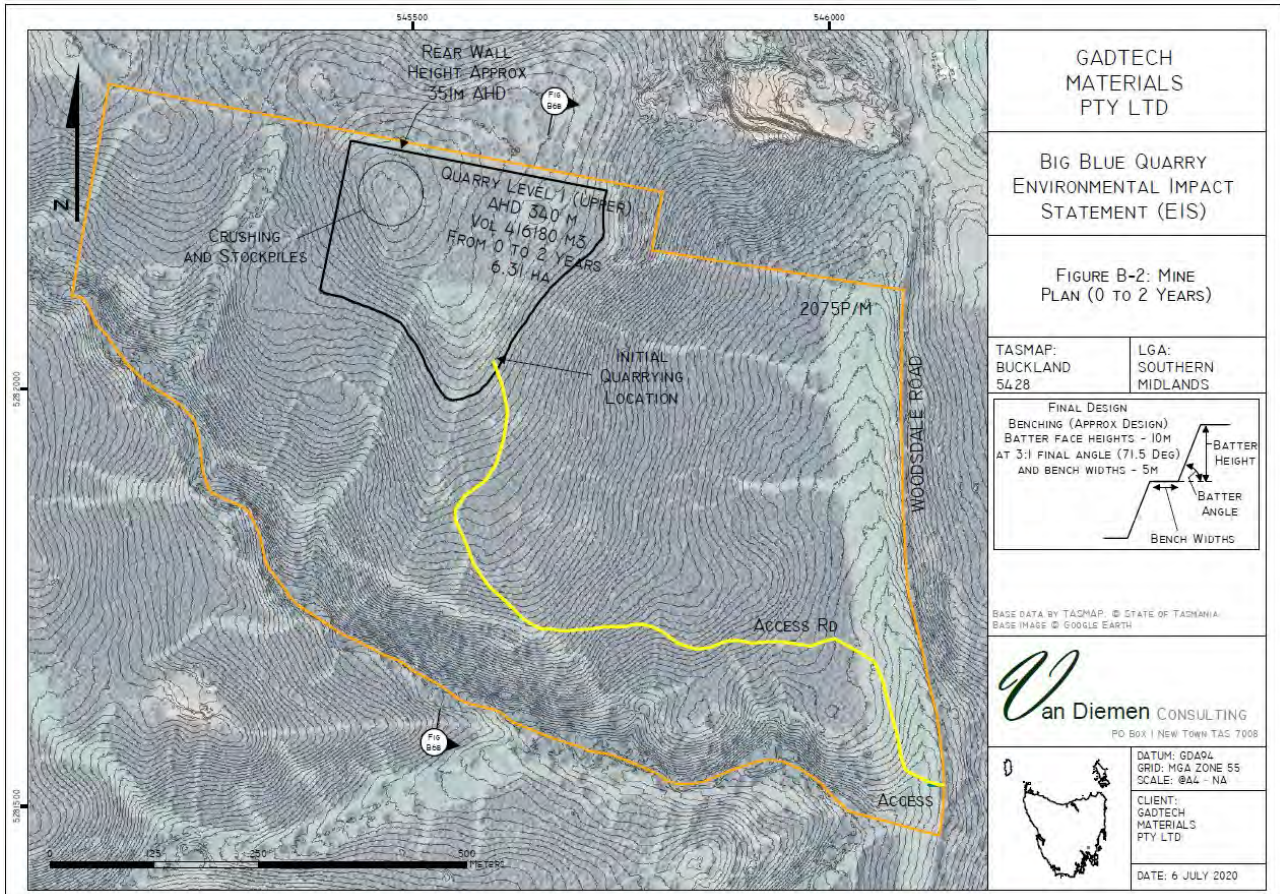 545500
546000
5282000
5281500
Rear Wall
Height Approx
351m AHD
Fig
B6B
Quarry Level 1 (Upper)
AHD 340 m
Vol 416180 m3
From 0 to 2 Years
6.31 ha
Crushing
and Stockpiles
N
2075P/M
Initial
Quarrying
Location
Woodsdale Road
Access Rd
Access
Fig
B6B
0 125 250 500
Meters
GADTECH
MATERIALS
PTY LTD
Big Blue Quarry
Environmental Impact
Statement (EIS)
Figure B-2: Mine
Plan (0 to 2 Years)
TASMAP:
BUCKLAND
5428
LGA:
SOUTHERN
MIDLANDS
Final Design
Benching (Approx Design)
Batter face heights - 10m
at 3:1 final angle (71.5 deg)
and bench widths - 5m
Batter
Height
Batter
Angle
Bench Widths
Base data by TASMAP. © State of Tasmania
Base image © Google Earth
Van Diemen Consulting
PO Box 1 New Town TAS 7008
DATUM: GDA94
GRID: MGA ZONE 55
SCALE: @A4 - NA
CLIENT:
GADTECH
MATERIALS
PTY LTD
DATE: 6 JULY 2020